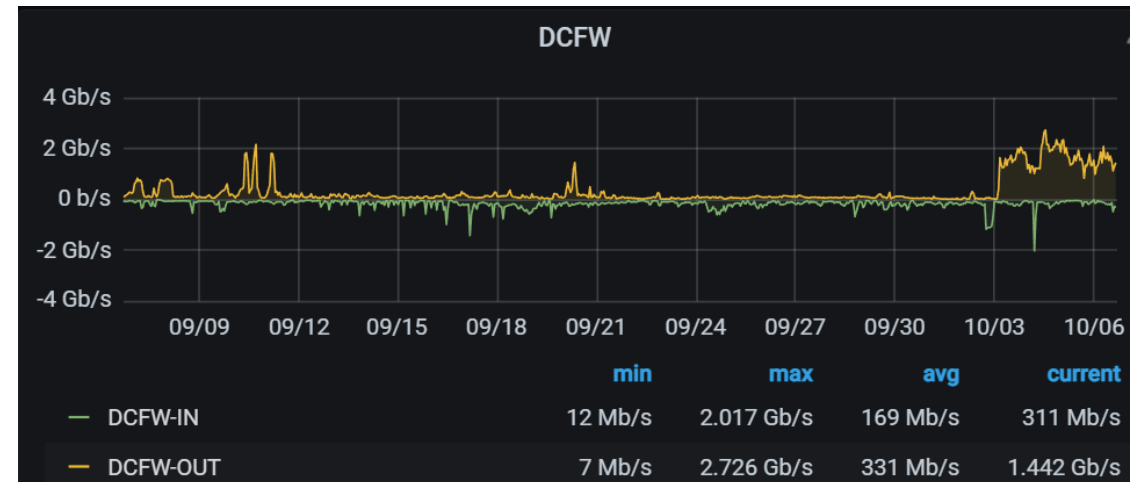 DCFW
4 Gb/s
2 Gb/s
0 b/s
-2 Gb/s
-4 Gb/s
09/09 09/12 09/15 09/18 09/21 09/24 09/27 09/30 10/03 10/06
min max avg current
DCFW-IN 12 Mb/s 2.017 Gb/s 169 Mb/s 311 Mb/s
DCFW-OUT 7 Mb/s 2.726 Gb/s 331 Mb/s 1.442 Gb/s